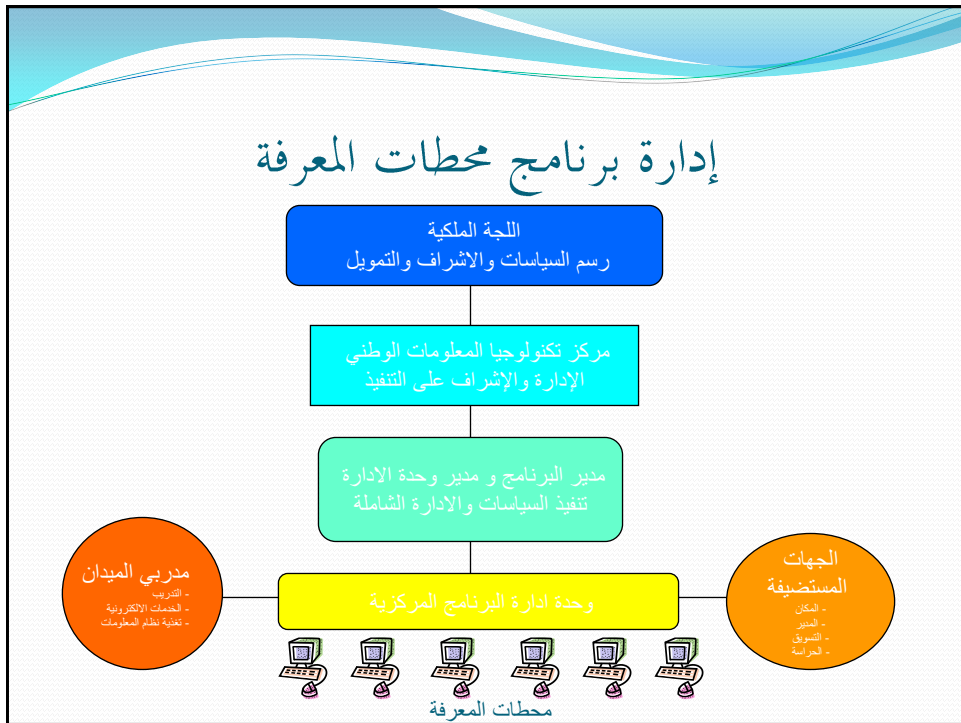 إدارة برنامج محطات المعرفة
اللجة الملكية
رسم السياسات والاشراف والتمويل
مركز تكنولوجيا المعلومات الوطني
الإدارة والإشراف على التنفيذ
مدير البرنامج و مدير وحدة الادارة
تنفيذ السياسات والادارة الشاملة
الجهات
المستضيفة
- المكان
- المدير
- التسويق
- الحراسة
وحدة ادارة البرنامج المركزية
مدربي الميدان
- التدريب
- الخدمات الالكترونية
- تغذية نظام المعلومات
محطات المعرفة